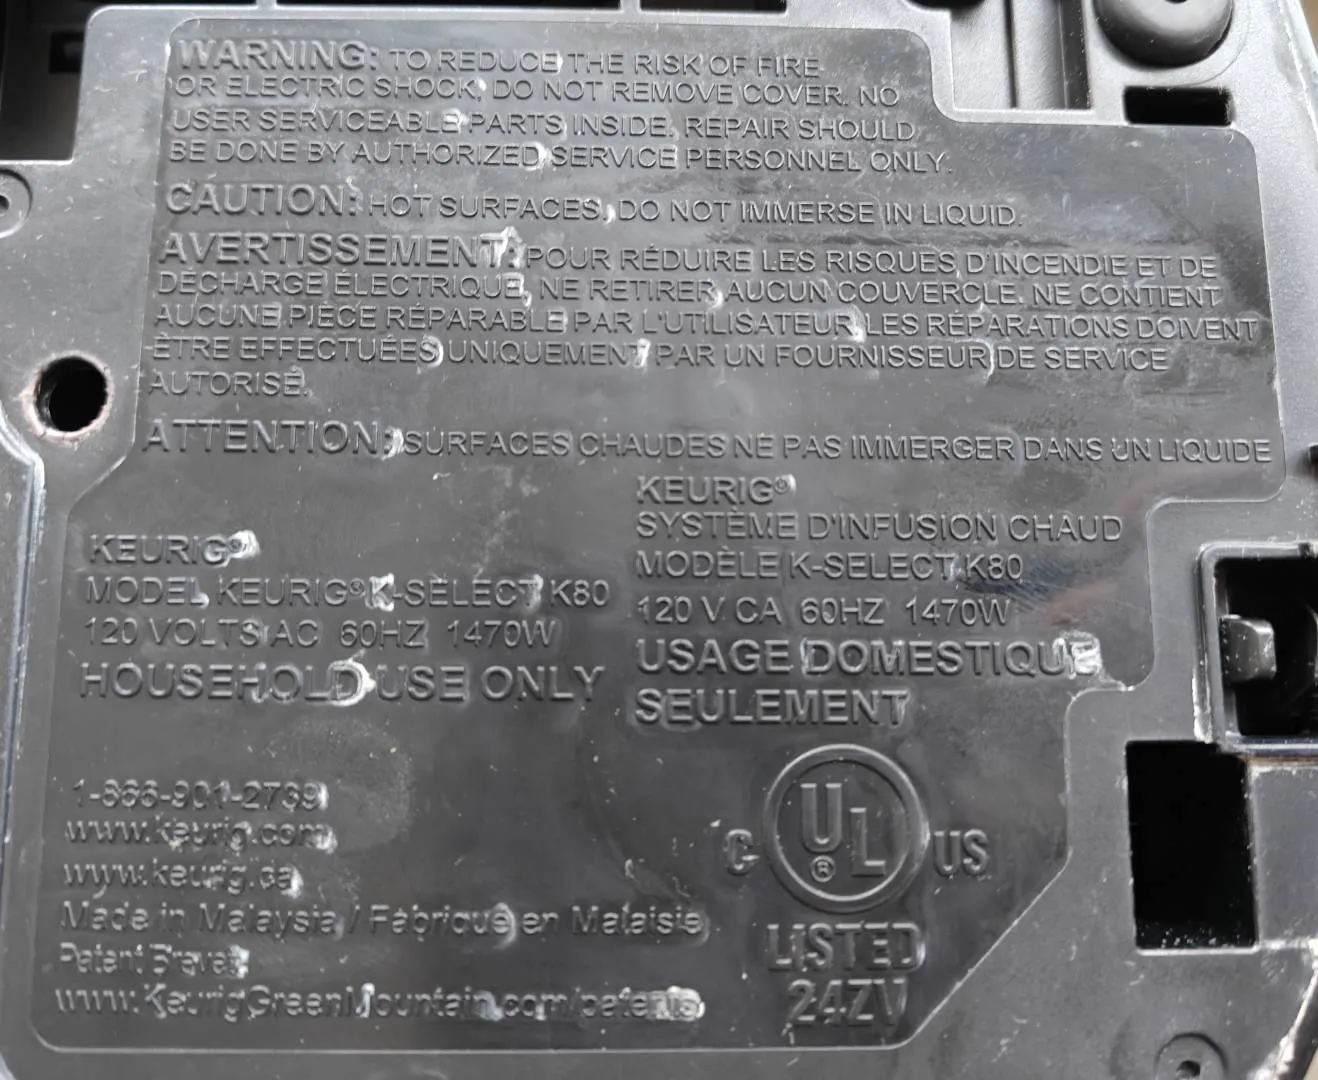 WARNING: TO REDUCE THE RISK OF FIRE
OR ELECTRIC SHOCK, DO NOT REMOVE COVER. NO
USER SERVICEABLE PARTS INSIDE. REPAIR SHOULD
BE DONE BY AUTHORIZED SERVICE PERSONNEL ONLY.
CAUTION: HOT SURFACES, DO NOT IMMERSE IN LIQUID.
AVERTISSEMENT: POUR RÉDUIRE LES RISQUES D'INCENDIE ET DE
DÉCHARGE ÉLECTRIQUE, NE RETIRER AUCUN COUVERCLE. NE CONTIENT
AUCUNE PIÈCE RÉPARABLE PAR L'UTILISATEUR, LES RÉPARATIONS DOIVENT
ÊTRE EFFECTUÉES UNIQUEMENT PAR UN FOURNISSEUR DE SERVICE
AUTORISÉ.
ATTENTION: SURFACES CHAUDES NE PAS IMMERGER DANS UN LIQUIDE
KEURIG®
MODEL KEURIG® K-SELECT K80
120 VOLTS AC 60HZ 1470W
HOUSEHOLD USE ONLY
KEURIG®
SYSTÈME D'INFUSION CHAUD
MODÈLE K-SELECT K80
120 V CA 60HZ 1470W
USAGE DOMESTIQUE
SEULEMENT
1-866-901-2739
www.keurig.com
www.keurig.ca
Made in Malaysia / Fabriqué en Malaisie
Patent Brevets
www.KeurigGreenMountain.com/patents
C UL® US
LISTED
24ZV